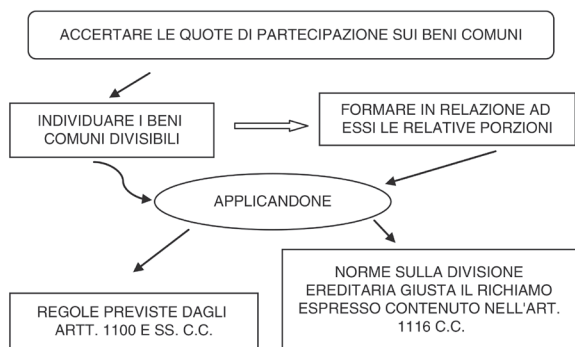 ACCERTARE LE QUOTE DI PARTECIPAZIONE SUI BENI COMUNI
INDIVIDUARE I BENI
COMUNI DIVISIBILI
FORMARE IN RELAZIONE AD
ESSI LE RELATIVE PORZIONI
APPLICANDONE
REGOLE PREVISTE DAGLI
ARTT. 1100 E SS. C.C.
NORME SULLA DIVISIONE
EREDITARIA GIUSTA IL RICHIAMO
ESPRESSO CONTENUTO NELL'ART.
1116 C.C.